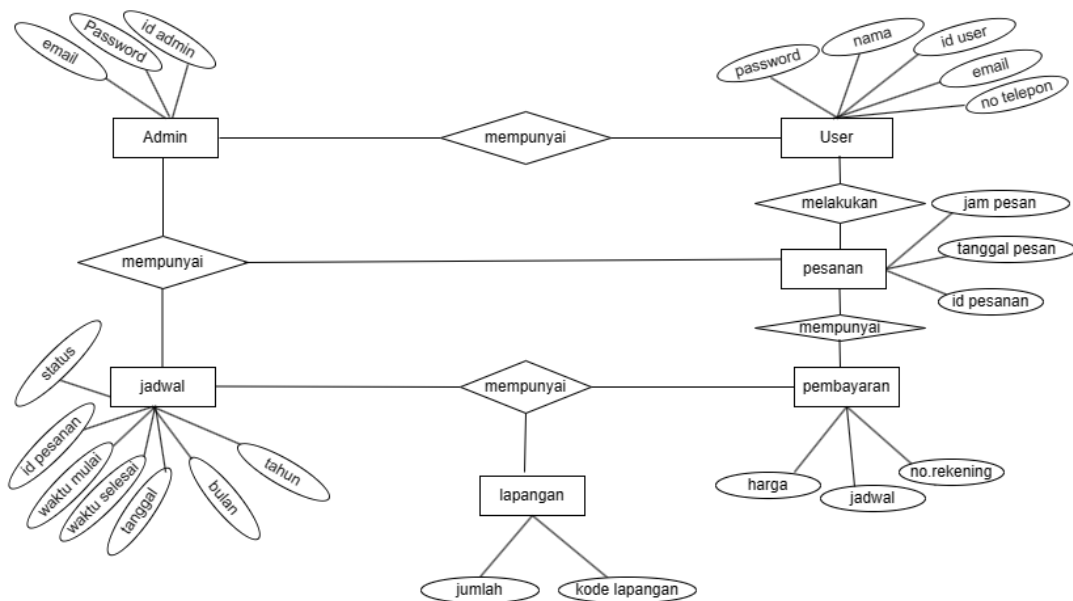 email
Password
id admin
password
nama
id user
email
no telepon
Admin
mempunyai
User
melakukan
jam pesan
mempunyai
pesanan
tanggal pesan
id pesanan
mempunyai
status
jadwal
mempunyai
pembayaran
id pesanan
waktu mulai
waktu selesai
tanggal
bulan
tahun
lapangan
harga
jadwal
no.rekening
jumlah
kode lapangan